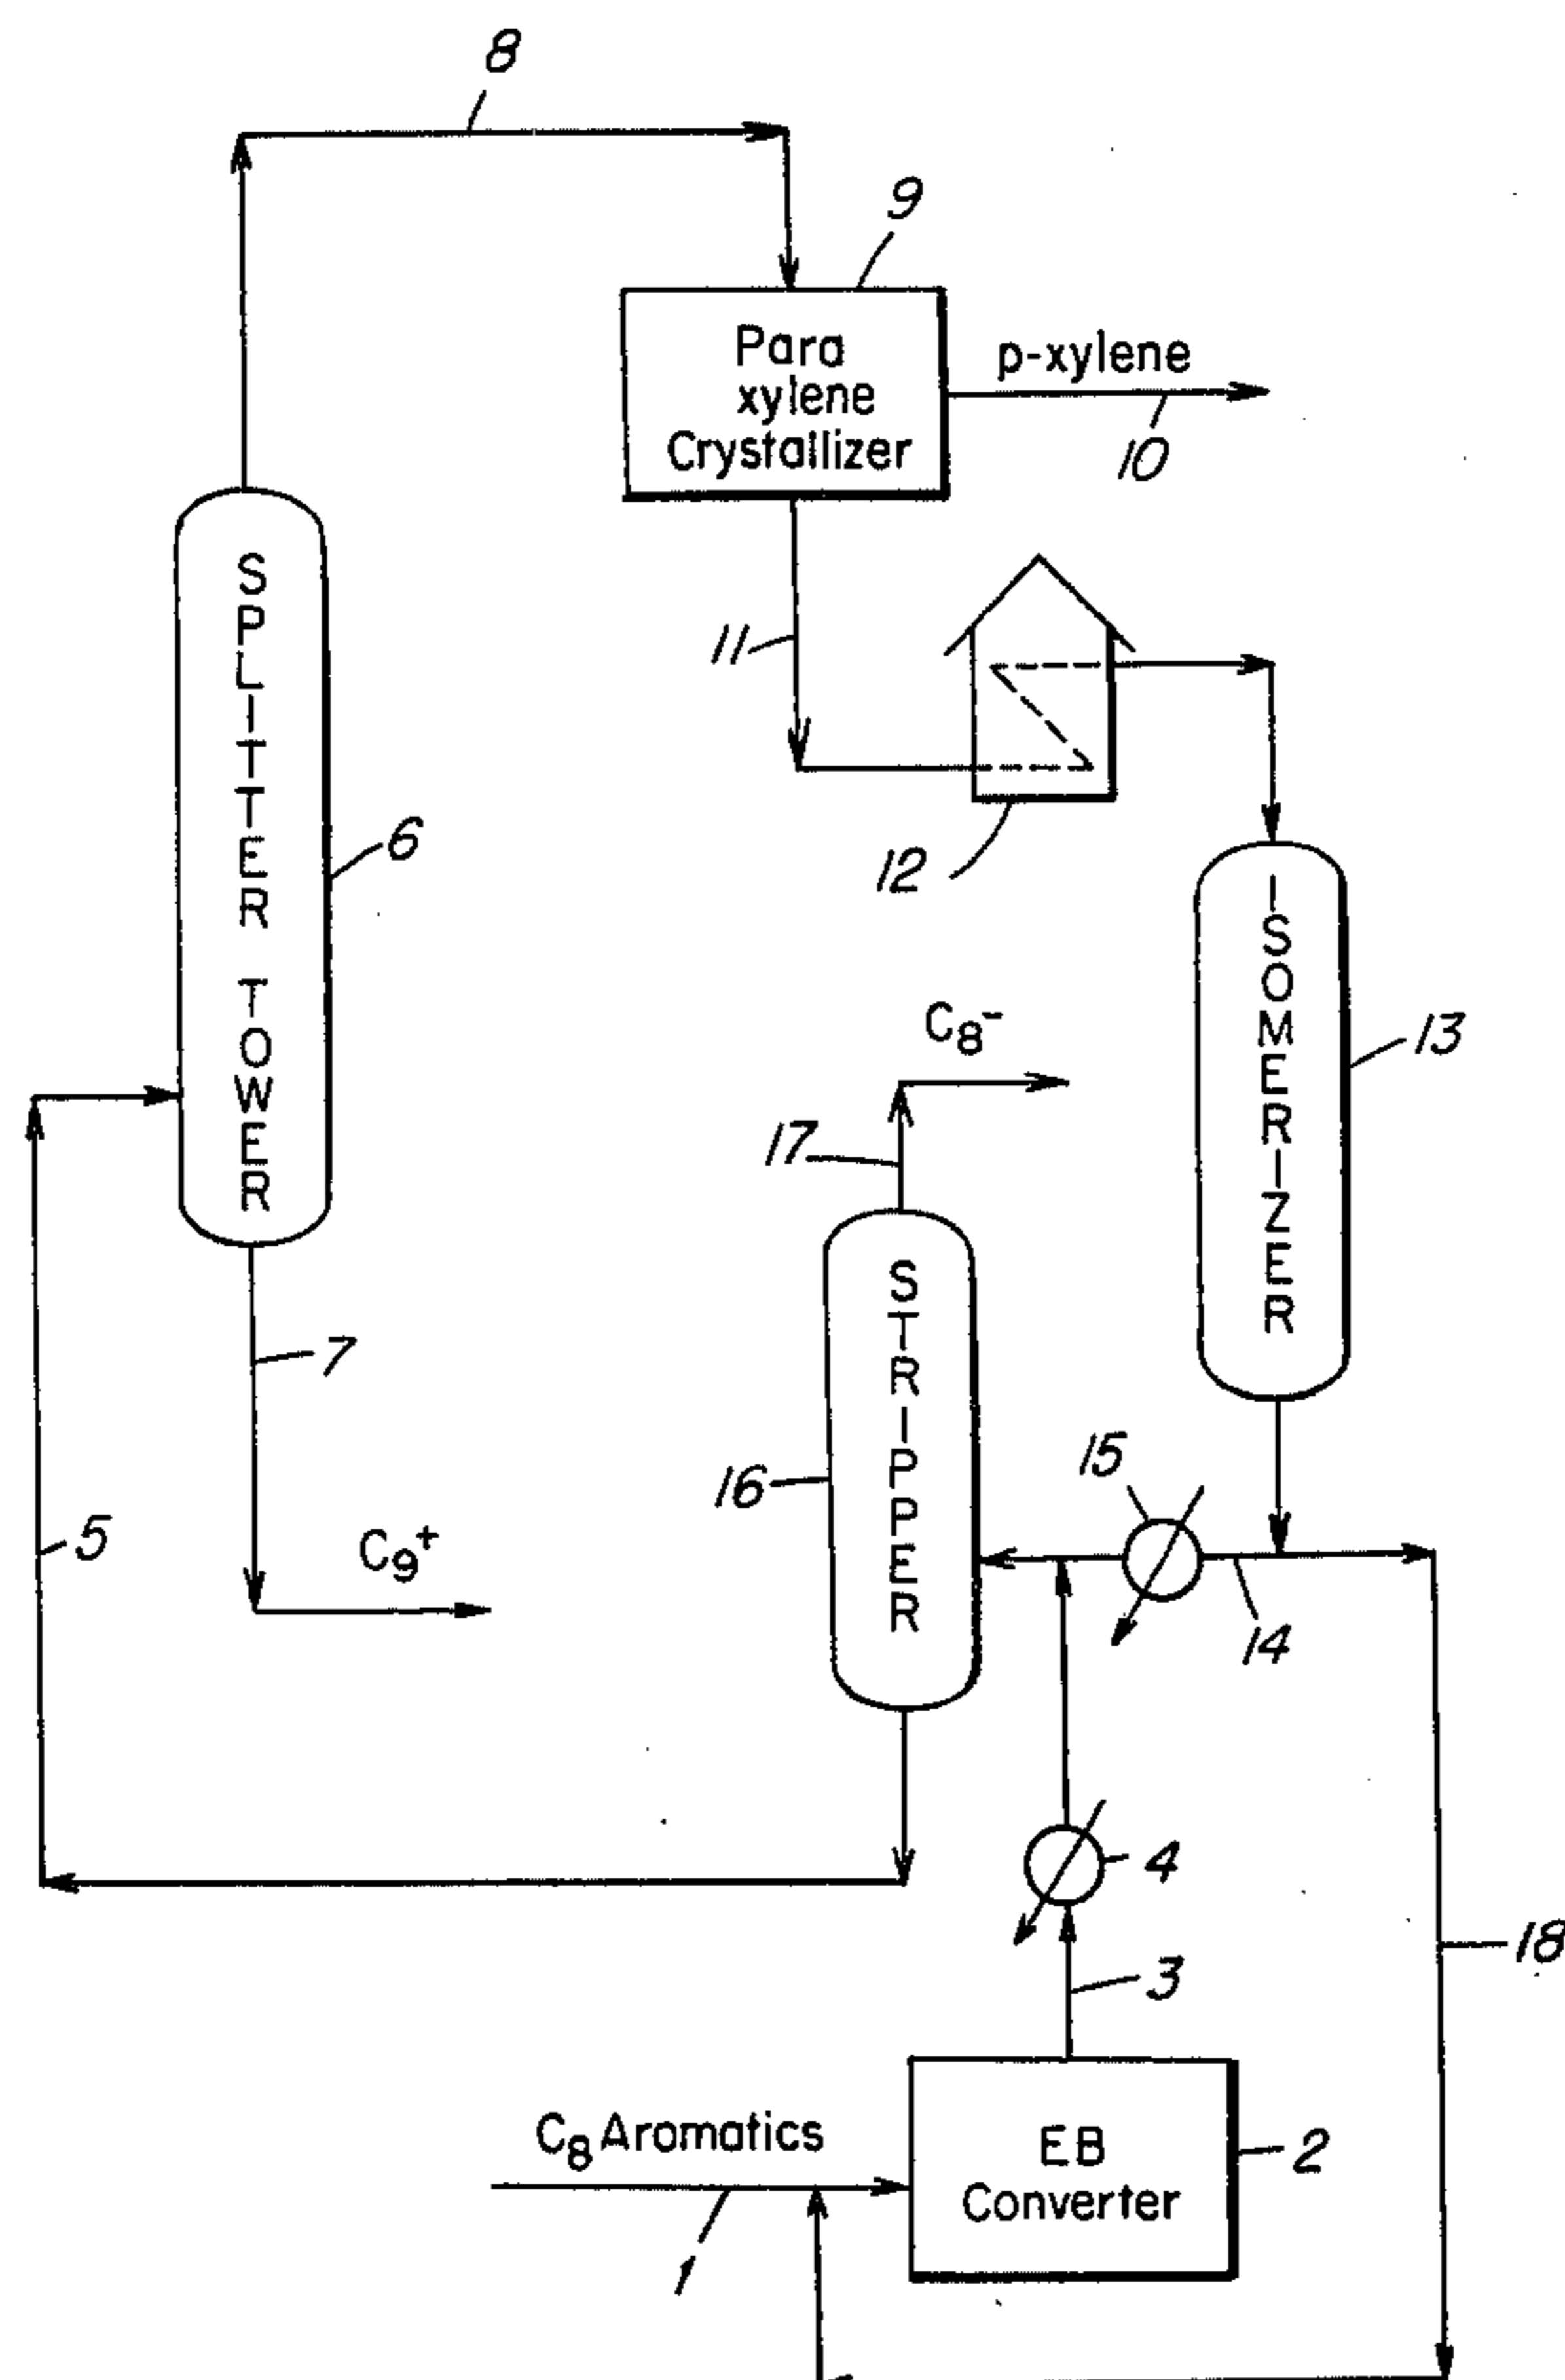 8
9
Para
xylene
Crystallizer
p-xylene
10
11
12
SPLITTER TOWER
6
ISOMERIZER
13
C8-
17
STRIPPER
16
15
14
7
C9+
5
4
3
18
C8 Aromatics
1
EB
Converter
2